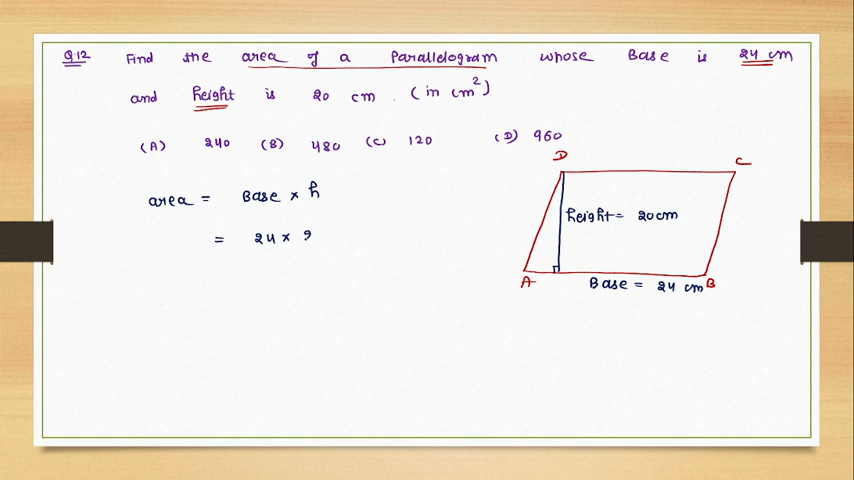 Q.12 Find the area of a Parallelogram whose Base is 24 cm
and height is 20 cm. (in cm²)
(A) 240 (B) 480 (C) 120 (D) 960
area = Base × h
= 24 ×
D C
height = 20cm
A Base = 24 cm B